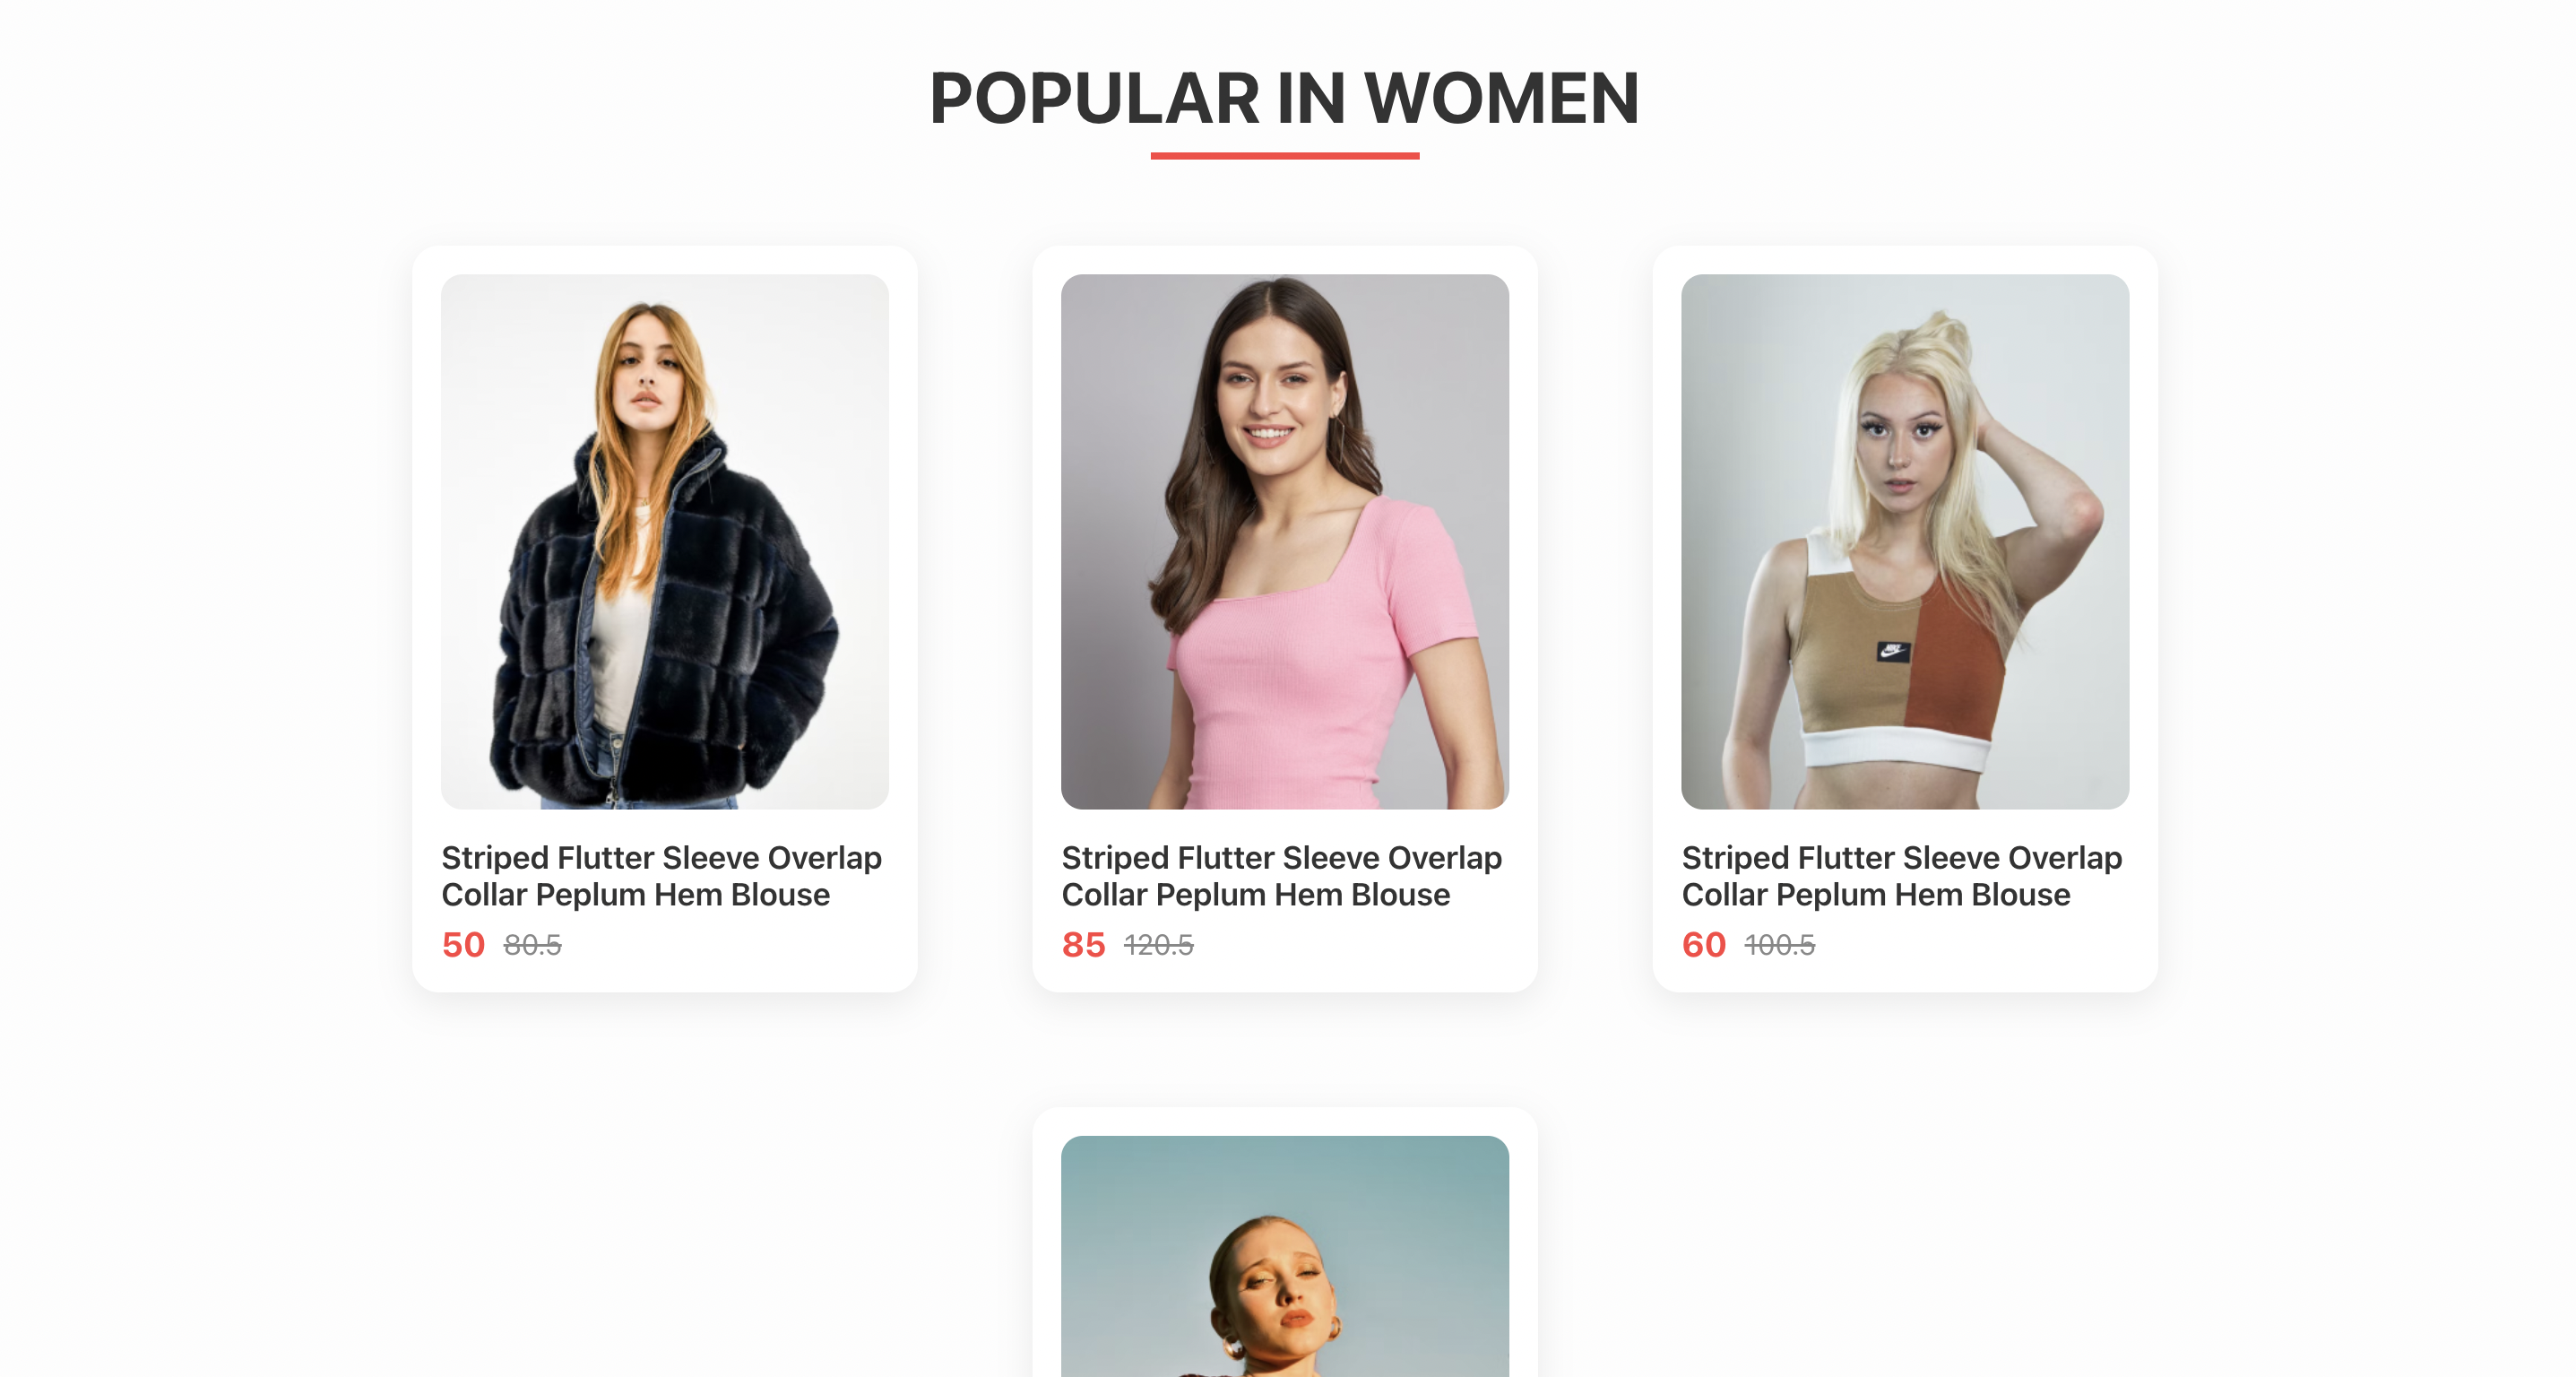 POPULAR IN WOMEN
Striped Flutter Sleeve Overlap
Collar Peplum Hem Blouse
50 80.5
Striped Flutter Sleeve Overlap
Collar Peplum Hem Blouse
85 120.5
NIKE
Striped Flutter Sleeve Overlap
Collar Peplum Hem Blouse
60 100.5